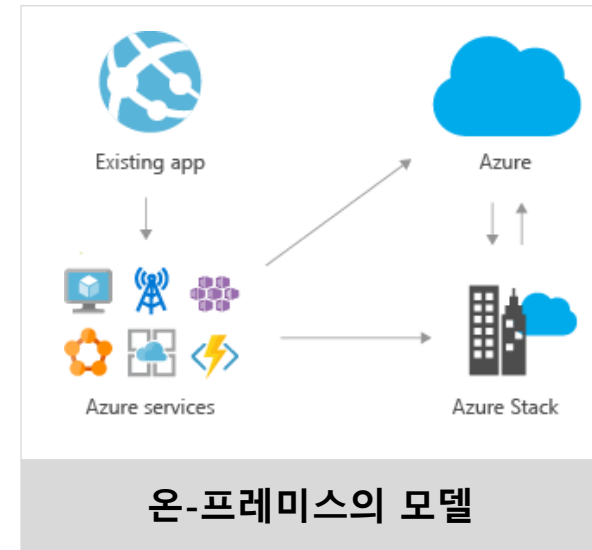 Existing app
Azure
Azure services
Azure Stack
온-프레미스의 모델